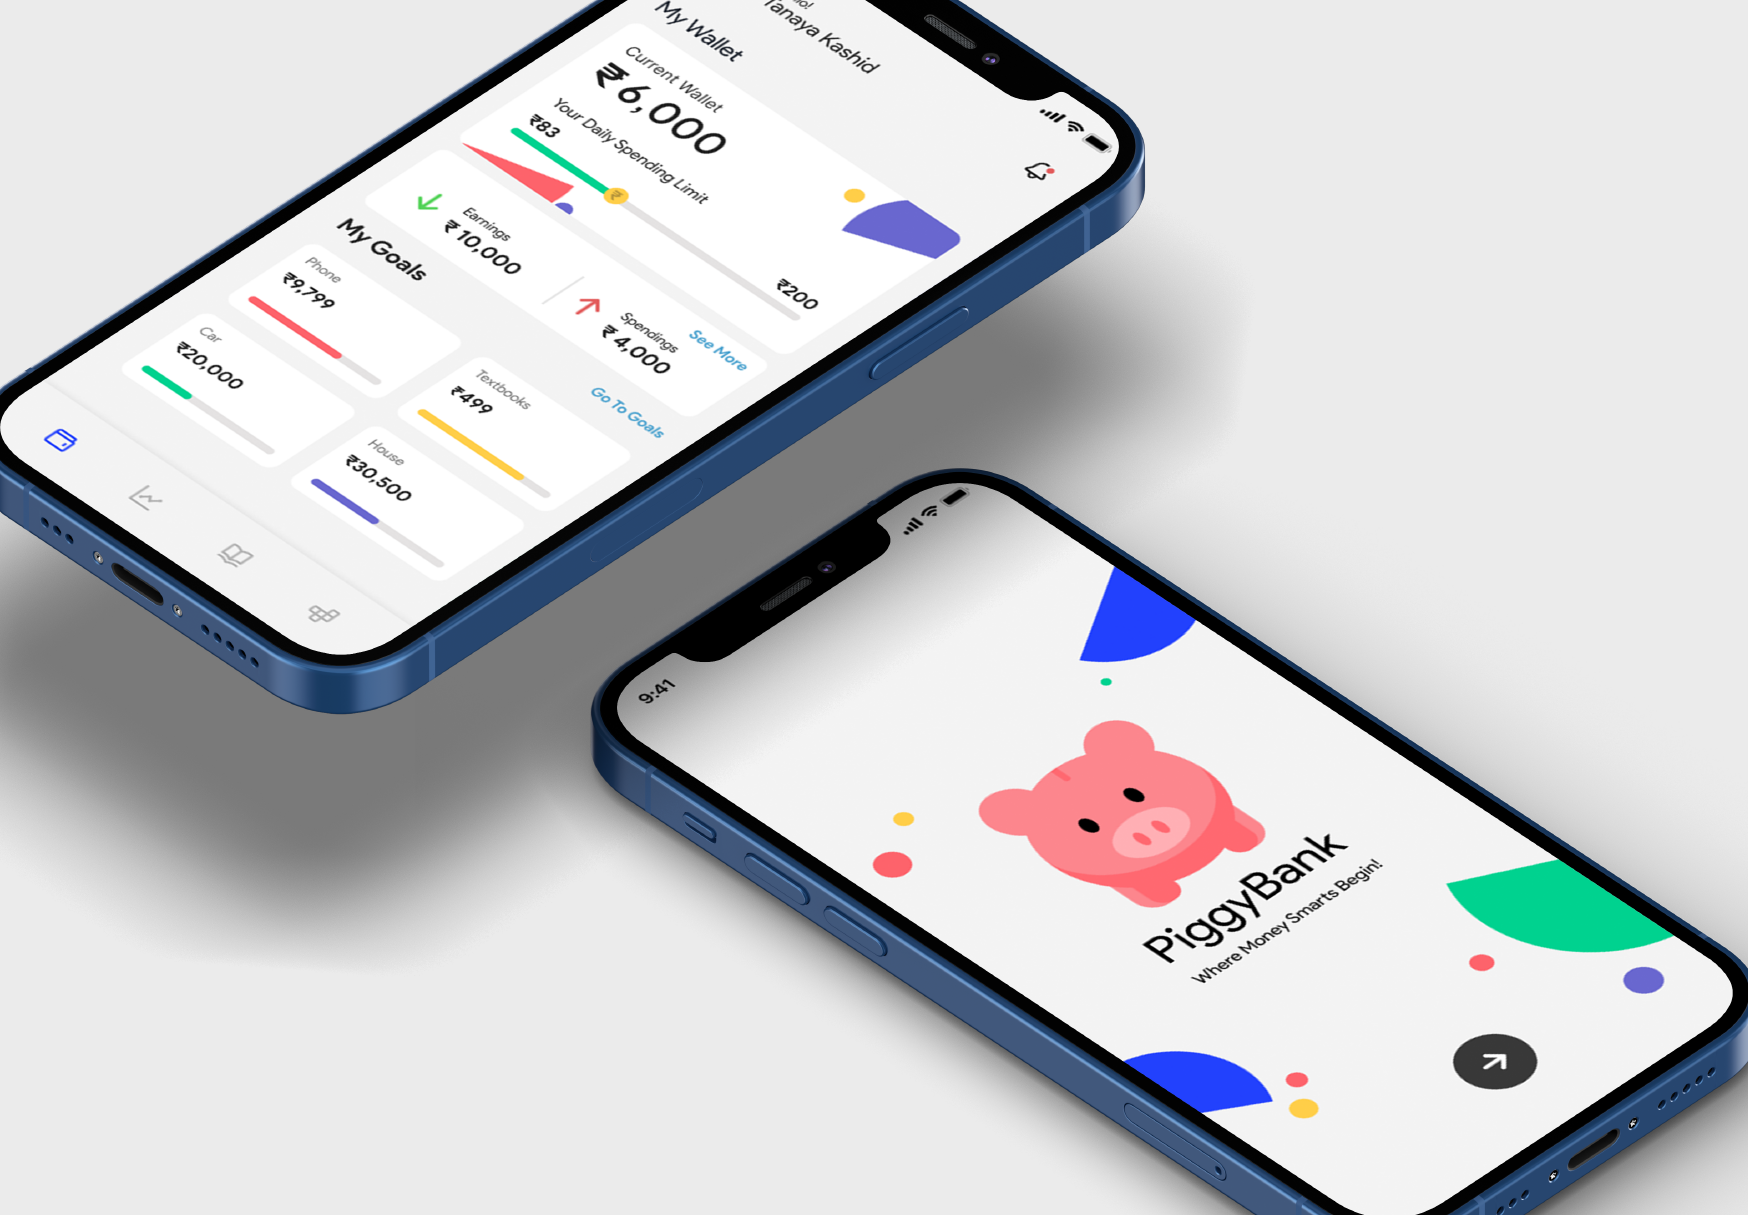 Tanaya Kashid
My Wallet
Current Wallet
₹6,000
Your Daily Spending Limit
₹83
₹200
Earnings
₹10,000
Spendings
₹4,000
See More
My Goals
Go To Goals
Phone
₹9,799
Textbooks
₹499
Car
₹20,000
House
₹30,500
9:41
PiggyBank
Where Money Smarts Begin!